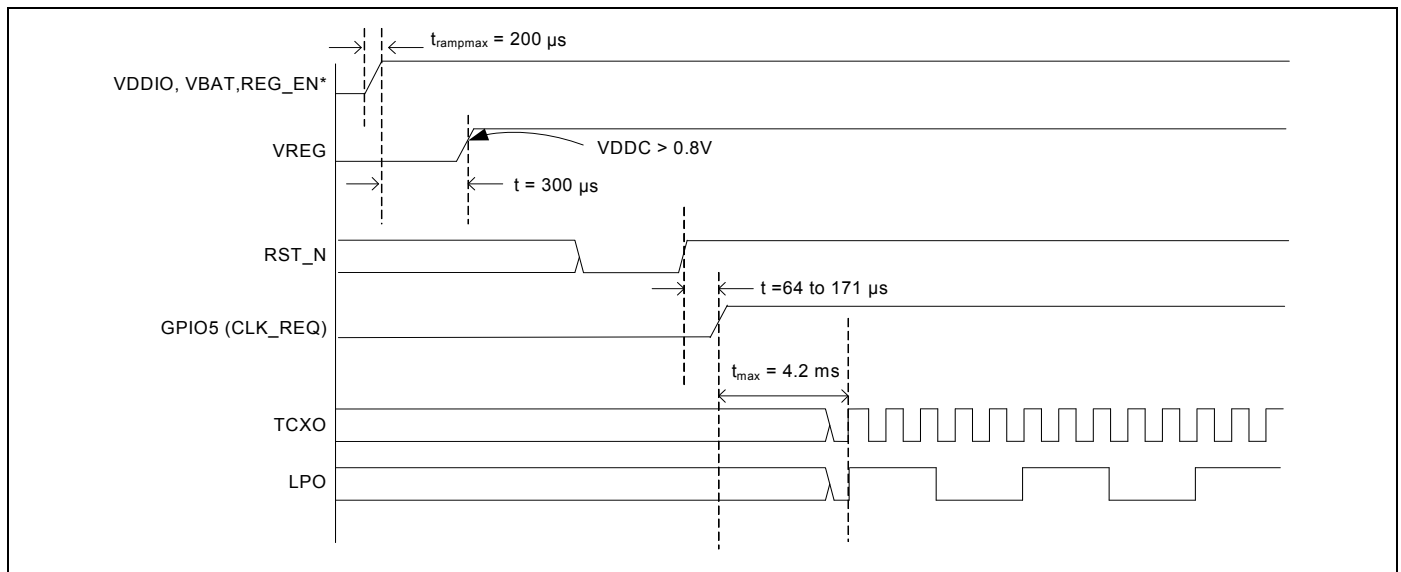 t_rampmax = 200 µs
VDDIO, VBAT,REG_EN*
VREG
VDDC > 0.8V
t = 300 µs
RST_N
t =64 to 171 µs
GPIO5 (CLK_REQ)
t_max = 4.2 ms
TCXO
LPO